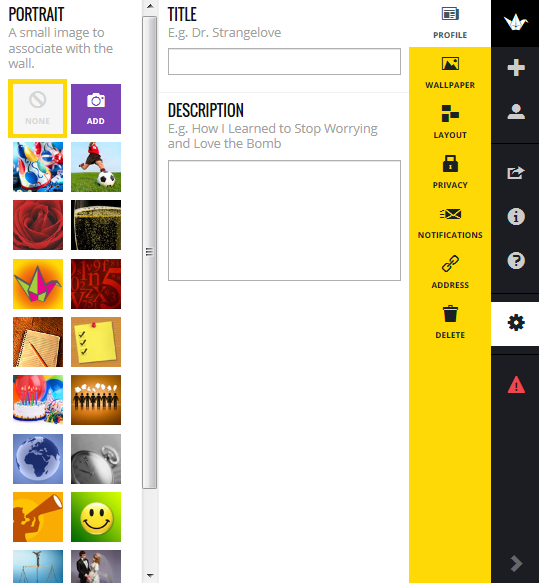 PORTRAIT
A small image to
associate with the
wall.
NONE
ADD
TITLE
E.g. Dr. Strangelove
DESCRIPTION
E.g. How I Learned to Stop Worrying
and Love the Bomb
PROFILE
WALLPAPER
LAYOUT
PRIVACY
NOTIFICATIONS
ADDRESS
DELETE